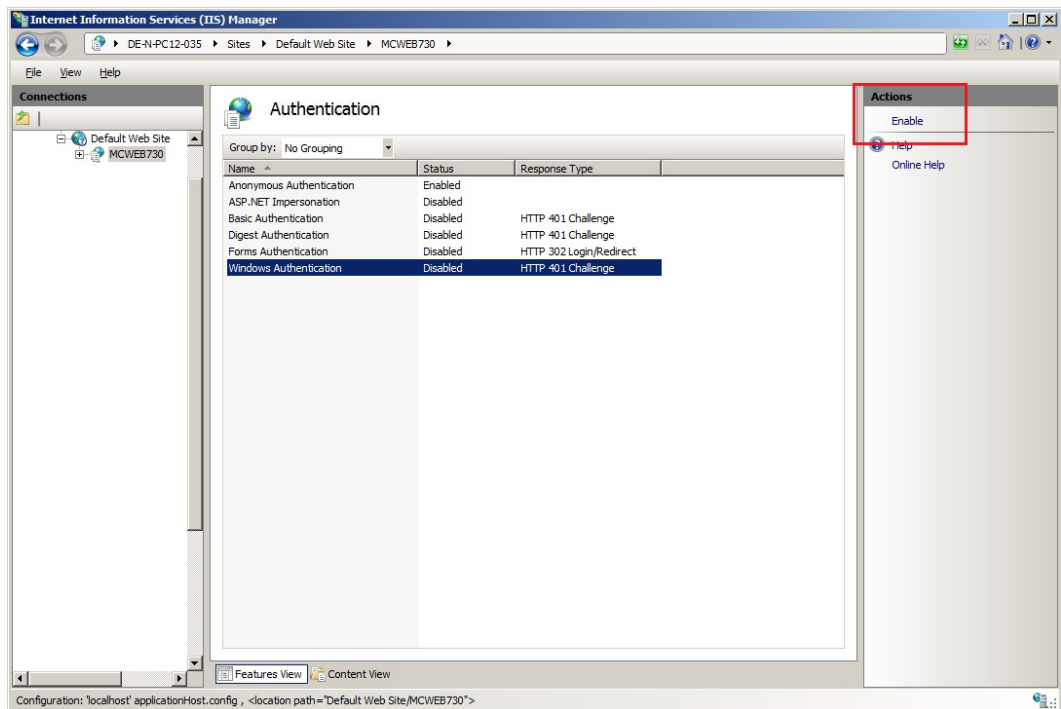 Internet Information Services (IIS) Manager
DE-N-PC12-035 Sites Default Web Site MCWEB730
File View Help
Connections
Default Web Site
MCWEB730
Authentication
Group by: No Grouping
Name Status Response Type
Anonymous Authentication Enabled
ASP.NET Impersonation Disabled
Basic Authentication Disabled HTTP 401 Challenge
Digest Authentication Disabled HTTP 401 Challenge
Forms Authentication Disabled HTTP 302 Login/Redirect
Windows Authentication Disabled HTTP 401 Challenge
Features View Content View
Actions
Enable
Help
Online Help
Configuration: 'localhost' applicationHost.config , <location path="Default Web Site/MCWEB730">